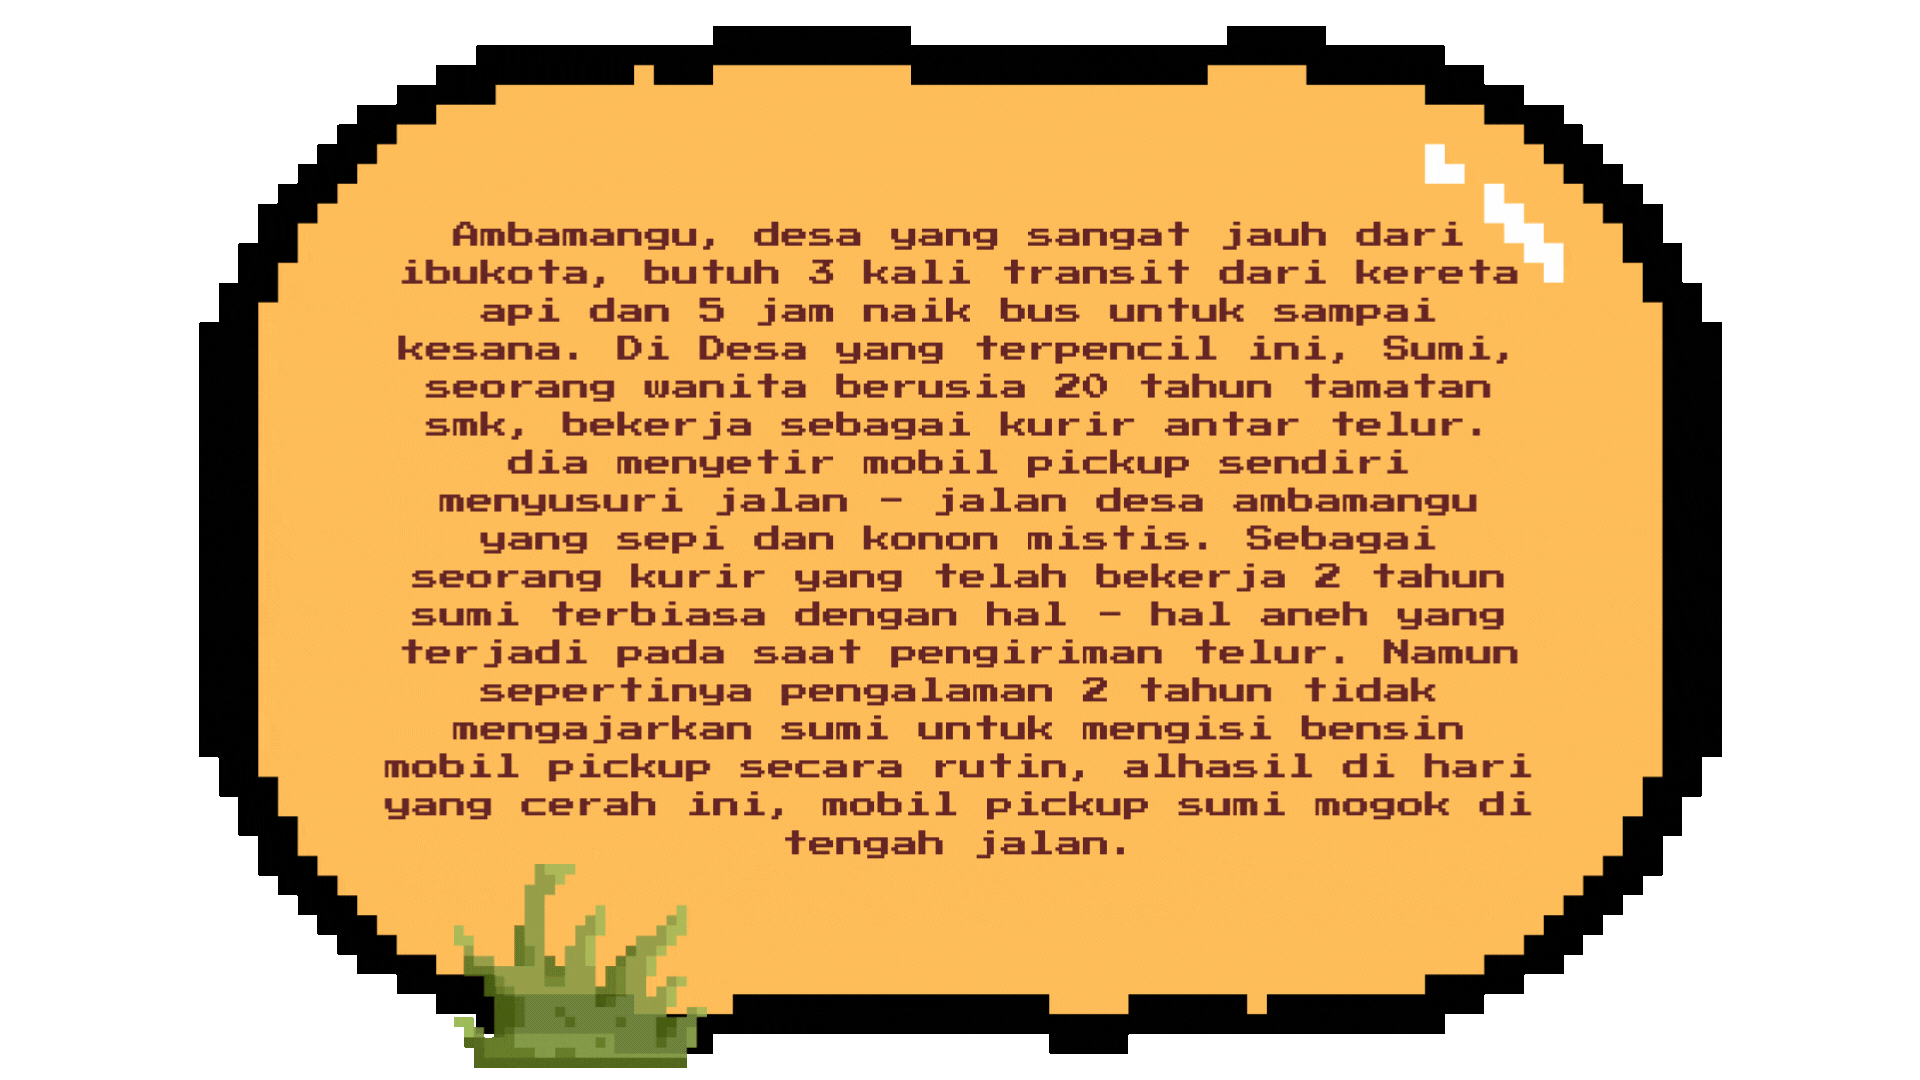 Ambamangu, desa yang sangat jauh dari
ibukota, butuh 3 kali transit dari kereta
api dan 5 jam naik bus untuk sampai
kesana. Di Desa yang terpencil ini, Sumi,
seorang wanita berusia 20 tahun tamatan
smk, bekerja sebagai kurir antar telur.
dia menyetir mobil pickup sendiri
menyusuri jalan - jalan desa ambamangu
yang sepi dan konon mistis. Sebagai
seorang kurir yang telah bekerja 2 tahun
sumi terbiasa dengan hal - hal aneh yang
terjadi pada saat pengiriman telur. Namun
sepertinya pengalaman 2 tahun tidak
mengajarkan sumi untuk mengisi bensin
mobil pickup secara rutin, alhasil di hari
yang cerah ini, mobil pickup sumi mogok di
tengah jalan.